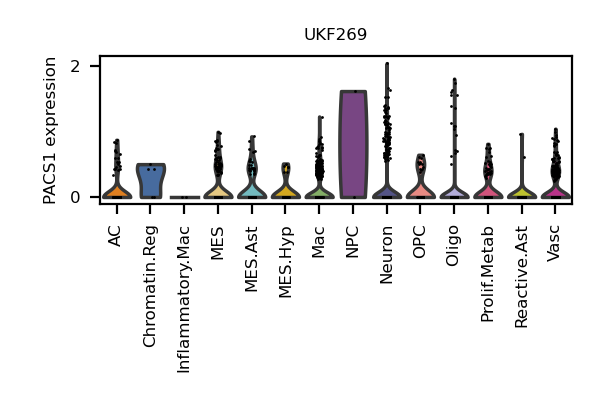 UKF269
PACS1 expression
2
0
AC
Chromatin.Reg
Inflammatory.Mac
MES
MES.Ast
MES.Hyp
Mac
NPC
Neuron
OPC
Oligo
Prolif.Metab
Reactive.Ast
Vasc